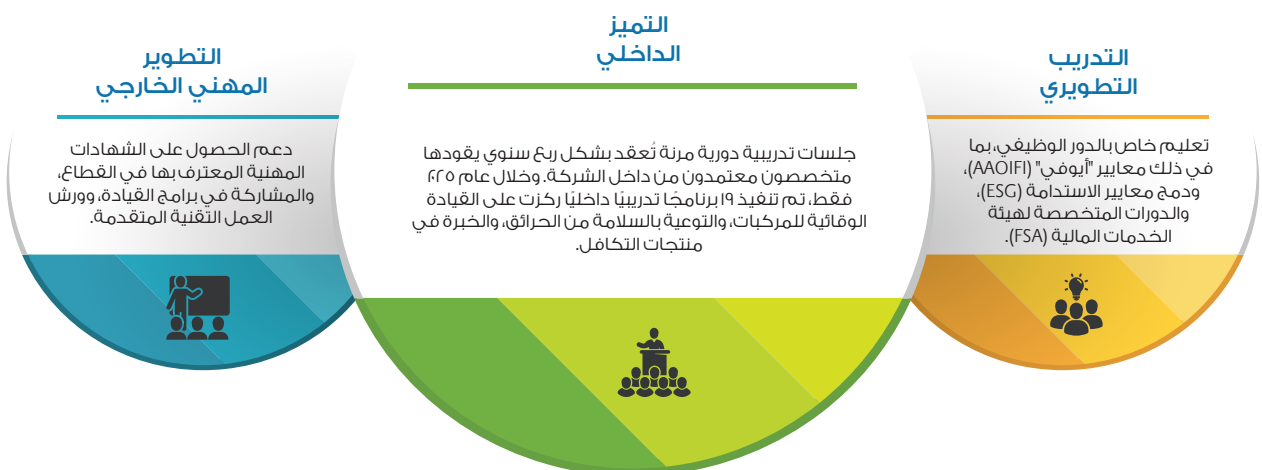 التدريب
التطويري
تعليم خاص بالدور الوظيفي، بما
في ذلك معايير "أيوفي" (AAOIFI)،
ودمج معايير الاستدامة (ESG)،
والدورات المتخصصة لهيئة
الخدمات المالية (FSA).
التميز
الداخلي
جلسات تدريبية دورية مرنة تُعقد بشكل ربع سنوي يقودها
متخصصون معتمدون من داخل الشركة. وخلال عام ٢٢٥
فقط، تم تنفيذ ١٩ برنامجًا تدريبيًا داخليًا ركزت على القيادة
الوقائية للمركبات، والتوعية بالسلامة من الحرائق، والخبرة في
منتجات التكافل.
التطوير
المهني الخارجي
دعم الحصول على الشهادات
المهنية المعترف بها في القطاع،
والمشاركة في برامج القيادة، وورش
العمل التقنية المتقدمة.